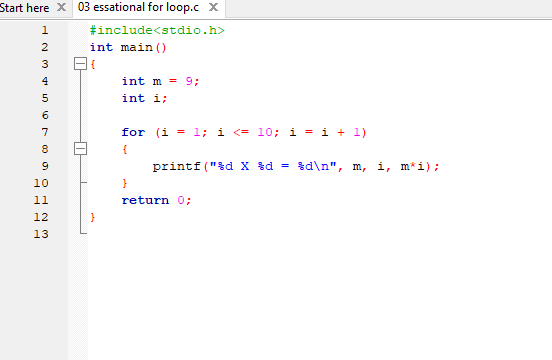 Start here X 03 essational for loop.c X
1 #include<stdio.h>
2 int main()
3 {
4 int m = 9;
5 int i;
6
7 for (i = 1; i <= 10; i = i + 1)
8 {
9 printf("%d X %d = %d\n", m, i, m*i);
10 }
11 return 0;
12 }
13